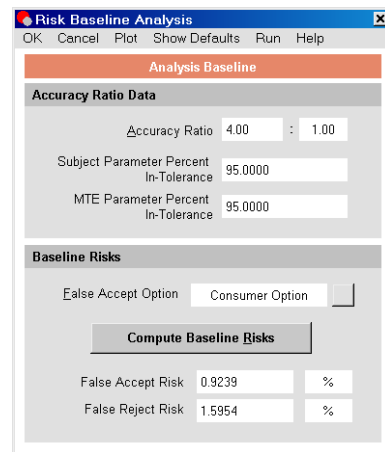 Risk Baseline Analysis
OK Cancel Plot Show Defaults Run Help
Analysis Baseline
Accuracy Ratio Data
Accuracy Ratio 4.00 : 1.00
Subject Parameter Percent
In-Tolerance 95.0000
MTE Parameter Percent
In-Tolerance 95.0000
Baseline Risks
False Accept Option Consumer Option
Compute Baseline Risks
False Accept Risk 0.9239 %
False Reject Risk 1.5954 %